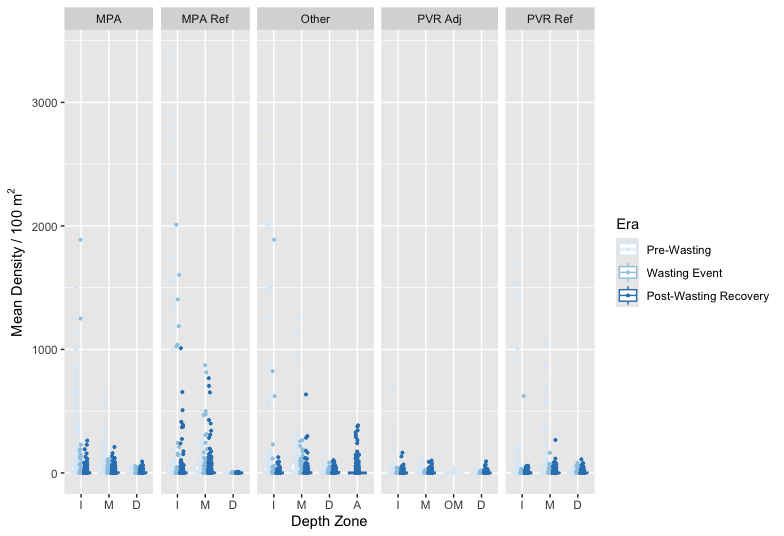 MPA
MPA Ref
Other
PVR Adj
PVR Ref
Mean Density / 100 m²
3000
2000
1000
0
I M D
I M D
I M D A
I M OM D
I M D
Depth Zone
Era
Pre-Wasting
Wasting Event
Post-Wasting Recovery